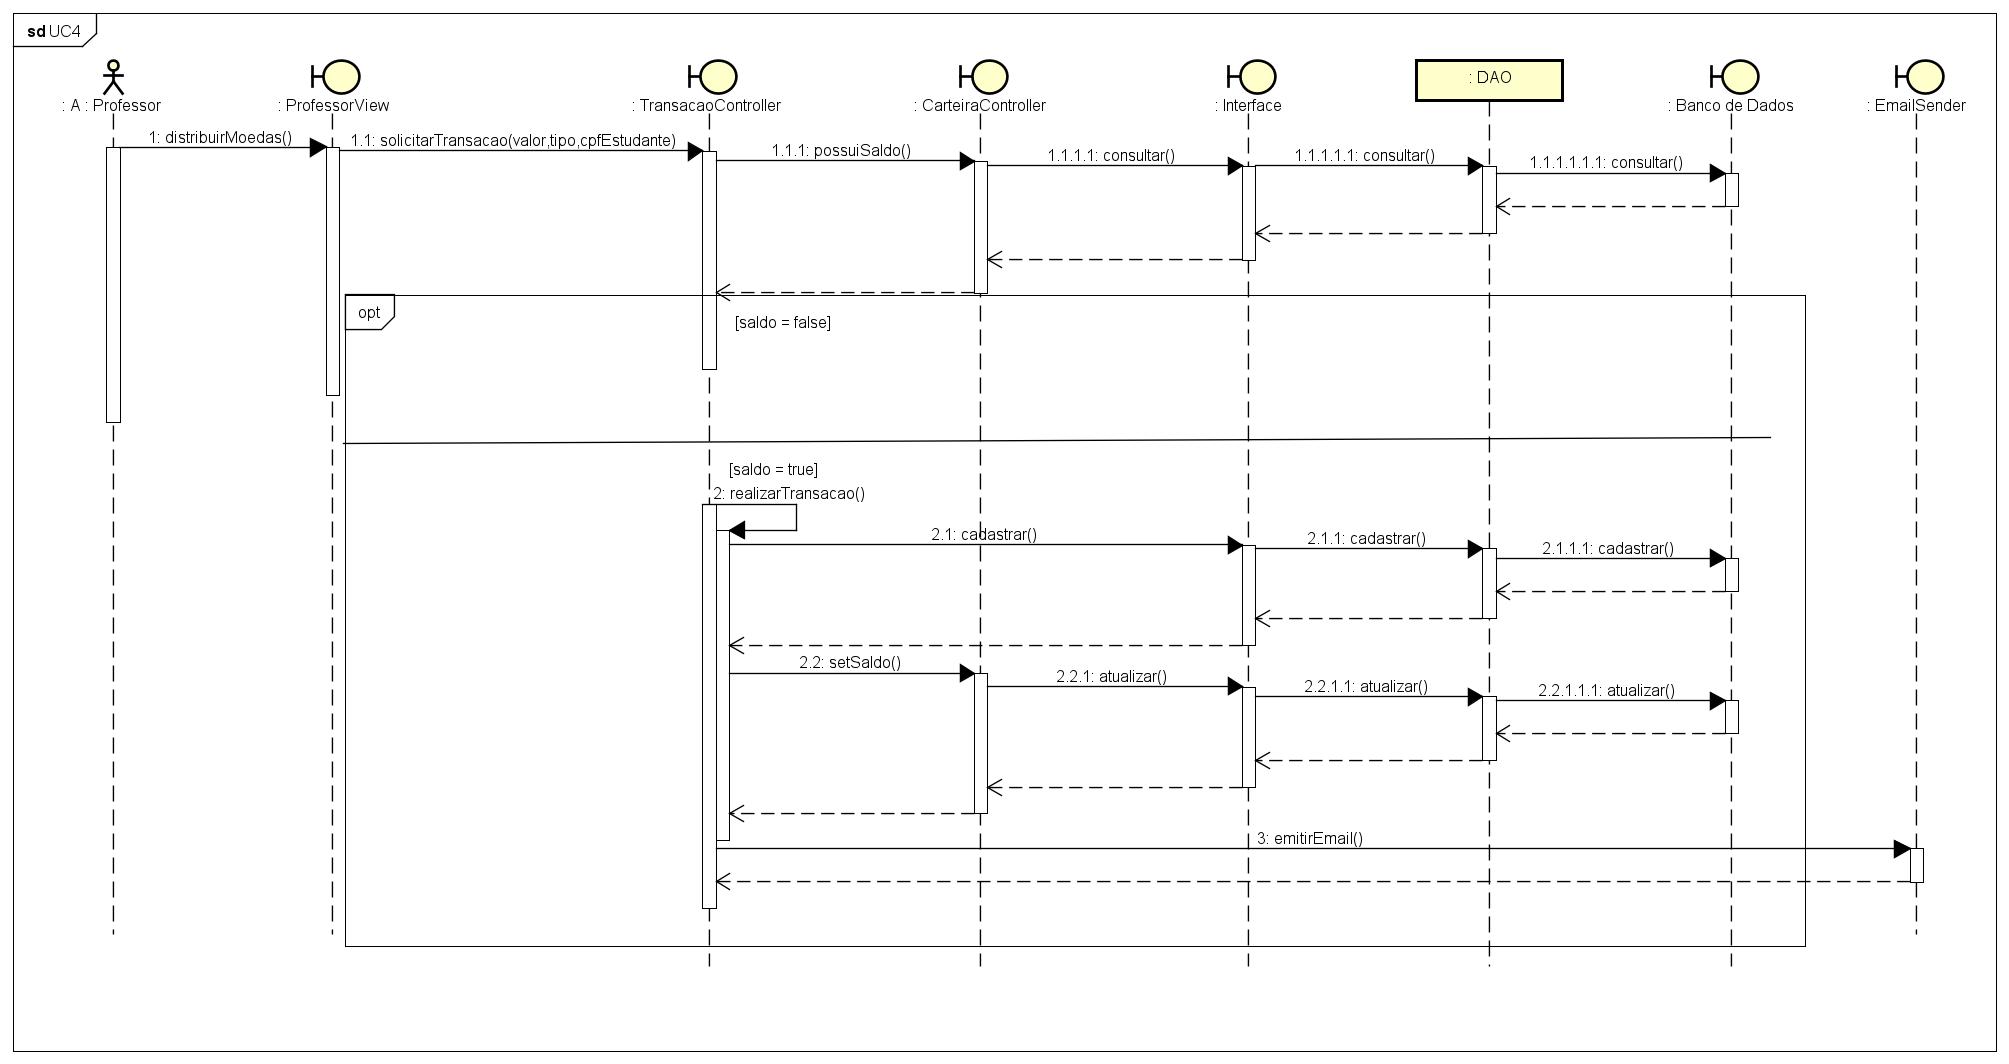 sd UC4
: A : Professor
: ProfessorView
: TransacaoController
: CarteiraController
: Interface
: DAO
: Banco de Dados
: EmailSender
1: distribuirMoedas()
1.1: solicitarTransacao(valor,tipo,cpfEstudante)
1.1.1: possuiSaldo()
1.1.1.1: consultar()
1.1.1.1.1: consultar()
1.1.1.1.1.1: consultar()
opt
[saldo = false]
[saldo = true]
2: realizarTransacao()
2.1: cadastrar()
2.1.1: cadastrar()
2.1.1.1: cadastrar()
2.2: setSaldo()
2.2.1: atualizar()
2.2.1.1: atualizar()
2.2.1.1.1: atualizar()
3: emitirEmail()